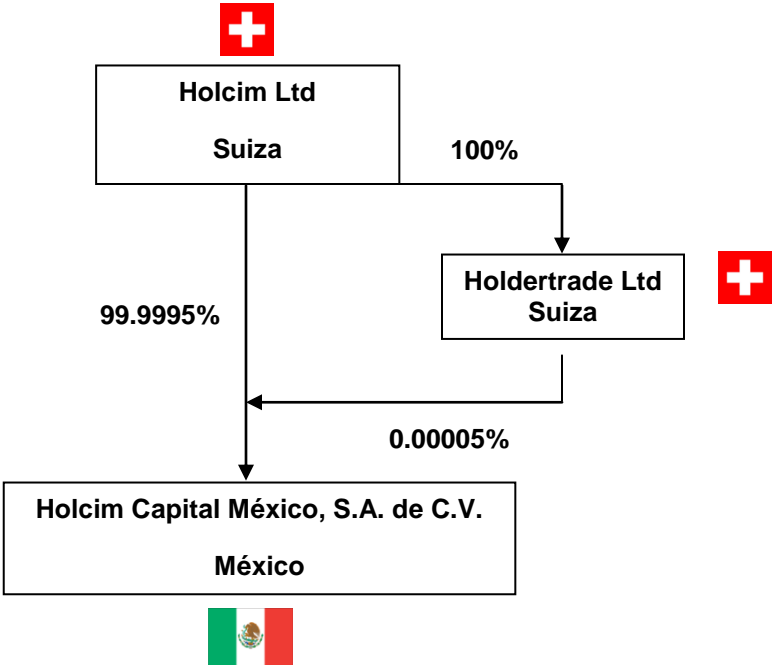 Holcim Ltd
Suiza
100%
Holdertrade Ltd
Suiza
99.9995%
0.00005%
Holcim Capital México, S.A. de C.V.
México